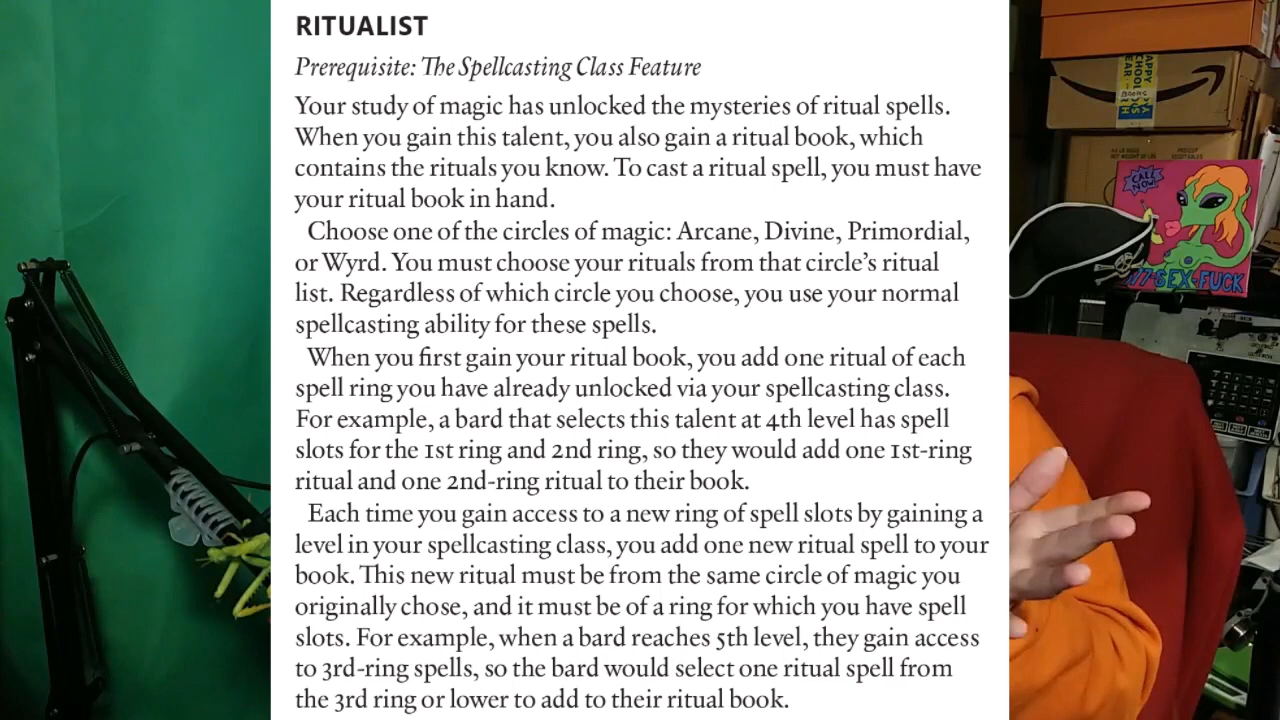 RITUALIST
Prerequisite: The Spellcasting Class Feature
Your study of magic has unlocked the mysteries of ritual spells.
When you gain this talent, you also gain a ritual book, which
contains the rituals you know. To cast a ritual spell, you must have
your ritual book in hand.
Choose one of the circles of magic: Arcane, Divine, Primordial,
or Wyrd. You must choose your rituals from that circle's ritual
list. Regardless of which circle you choose, you use your normal
spellcasting ability for these spells.
When you first gain your ritual book, you add one ritual of each
spell ring you have already unlocked via your spellcasting class.
For example, a bard that selects this talent at 4th level has spell
slots for the 1st ring and 2nd ring, so they would add one 1st-ring
ritual and one 2nd-ring ritual to their book.
Each time you gain access to a new ring of spell slots by gaining a
level in your spellcasting class, you add one new ritual spell to your
book. This new ritual must be from the same circle of magic you
originally chose, and it must be of a ring for which you have spell
slots. For example, when a bard reaches 5th level, they gain access
to 3rd-ring spells, so the bard would select one ritual spell from
the 3rd ring or lower to add to their ritual book.
BOOKS
CALL
NOW!
-SEX-FUCK